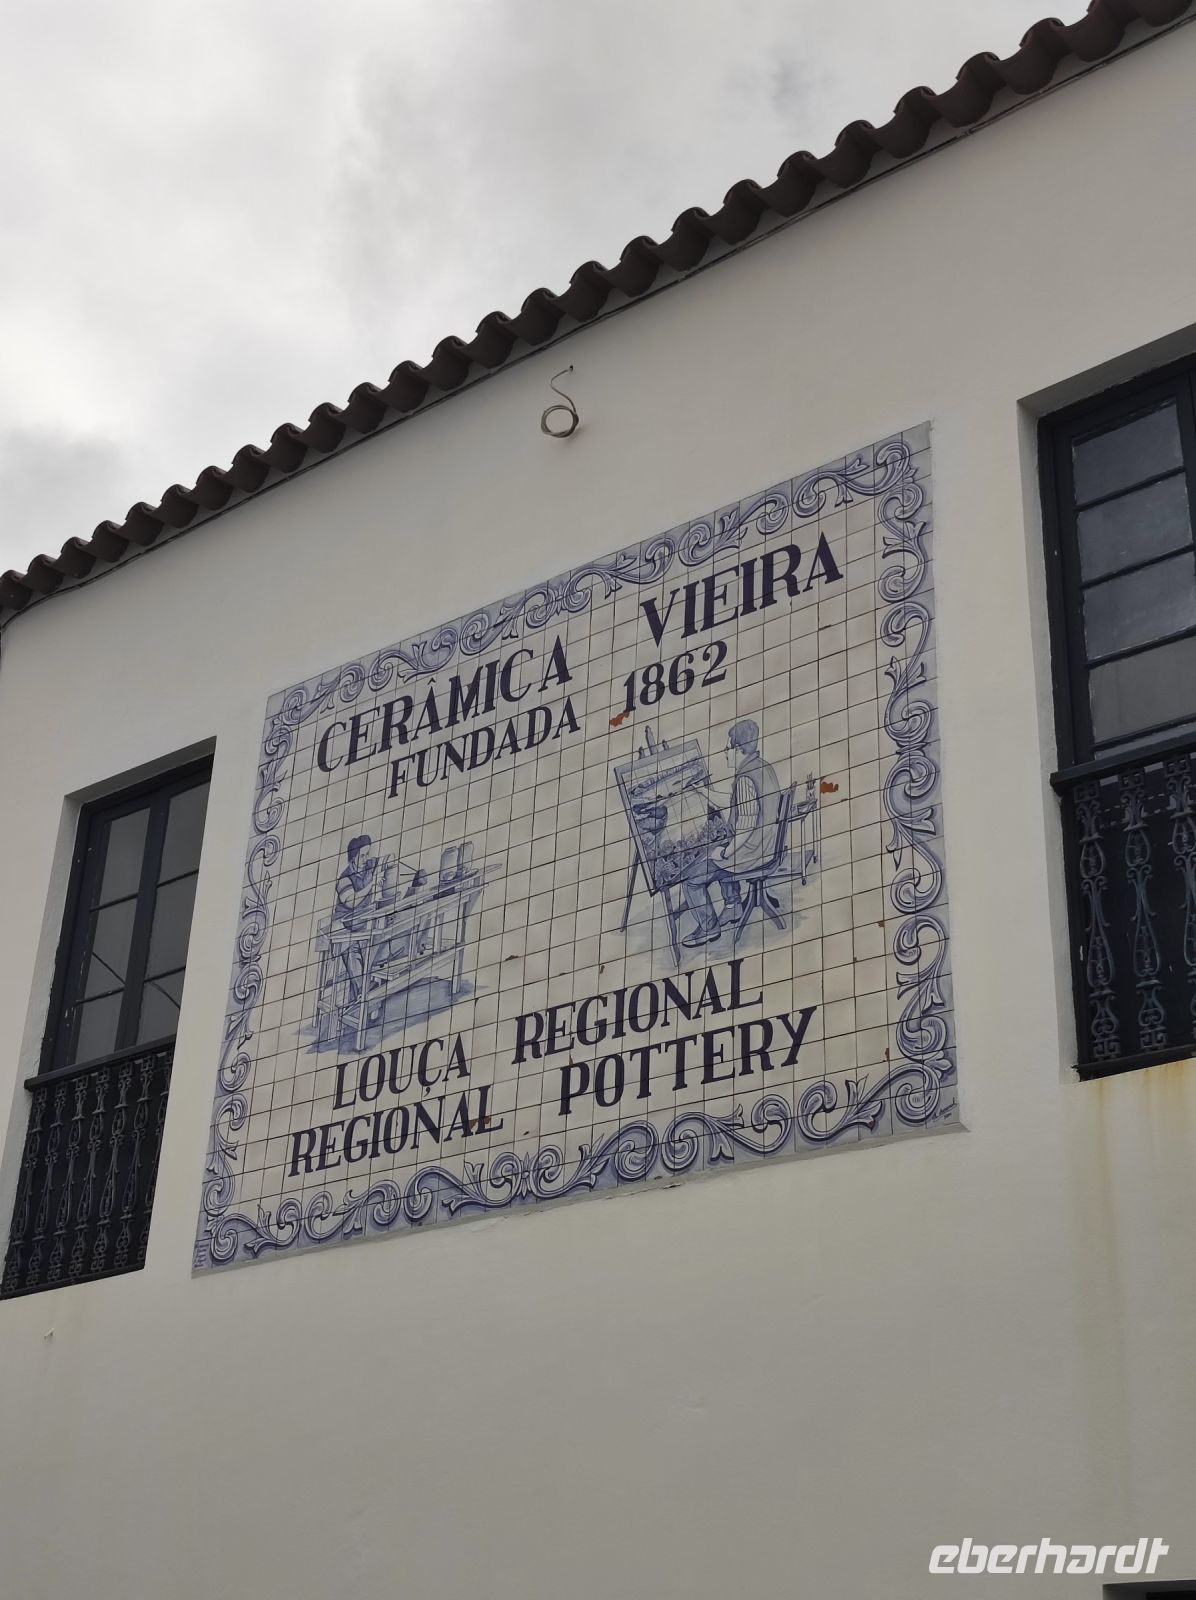 CERÂMICA VIEIRA
FUNDADA 1862
LOUÇA REGIONAL
REGIONAL POTTERY
eberhardt